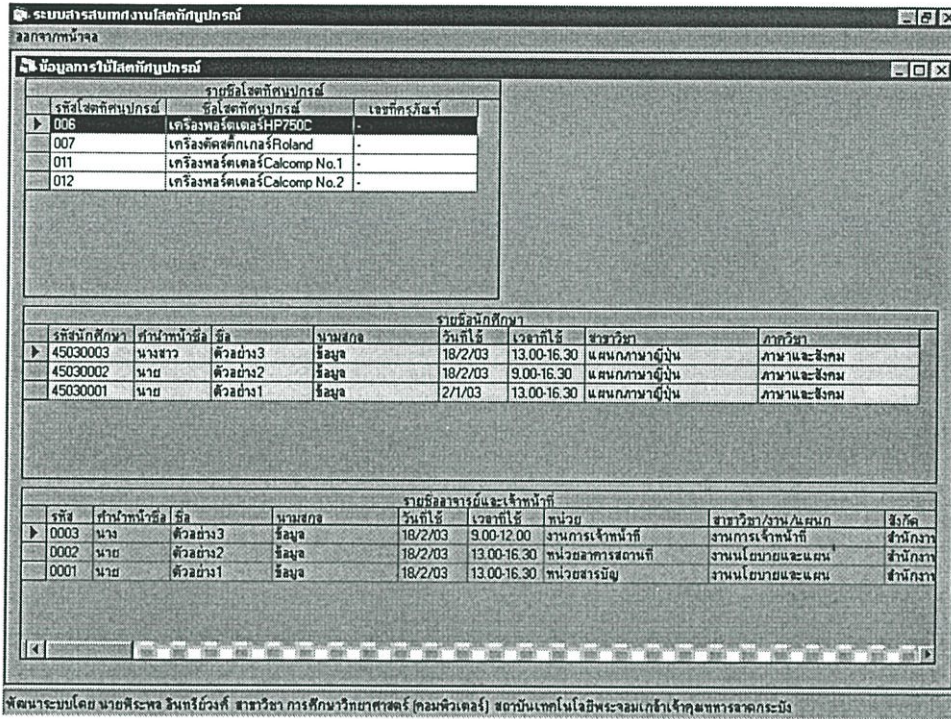 ระบบสารสนเทศงานโสตทัศนูปกรณ์
ออกจากหน้าจอ
ข้อมูลการใช้โสตทัศนูปกรณ์
รายชื่อโสตทัศนูปกรณ์
รหัสโสตทัศนูปกรณ์ ชื่อโสตทัศนูปกรณ์ เลขที่ครุภัณฑ์
006 เครื่องพลอตเตอร์HP750C -
007 เครื่องตัดสติ๊กเกอร์Roland -
011 เครื่องพลอตเตอร์Calcomp No.1 -
012 เครื่องพลอตเตอร์Calcomp No.2 -
รายชื่อนักศึกษา
รหัสนักศึกษา คำนำหน้าชื่อ ชื่อ นามสกุล วันที่ใช้ เวลาที่ใช้ สาขาวิชา ภาควิชา
45030003 นางสาว ตัวอย่าง3 ข้อมูล 18/2/03 13.00-16.30 แผนกภาษาญี่ปุ่น ภาษาและสังคม
45030002 นาย ตัวอย่าง2 ข้อมูล 18/2/03 9.00-16.30 แผนกภาษาญี่ปุ่น ภาษาและสังคม
45030001 นาย ตัวอย่าง1 ข้อมูล 2/1/03 13.00-16.30 แผนกภาษาญี่ปุ่น ภาษาและสังคม
รายชื่ออาจารย์และเจ้าหน้าที่
รหัส คำนำหน้าชื่อ ชื่อ นามสกุล วันที่ใช้ เวลาที่ใช้ หน่วย สาขาวิชา/งาน/แผนก สังกัด
0003 นาง ตัวอย่าง3 ข้อมูล 18/2/03 9.00-12.00 งานการเจ้าหน้าที่ งานการเจ้าหน้าที่ สำนักงาน
0002 นาย ตัวอย่าง2 ข้อมูล 18/2/03 13.00-16.30 หน่วยอาคารสถานที่ งานนโยบายและแผน สำนักงาน
0001 นาย ตัวอย่าง1 ข้อมูล 18/2/03 13.00-16.30 หน่วยสารบัญ งานนโยบายและแผน สำนักงาน
พัฒนาระบบโดย นายพีระพล อินทรีย์วงศ์ สาขาวิชา การศึกษาวิทยาศาสตร์ (คอมพิวเตอร์) สถาบันเทคโนโลยีพระจอมเกล้าเจ้าคุณทหารลาดกระบัง